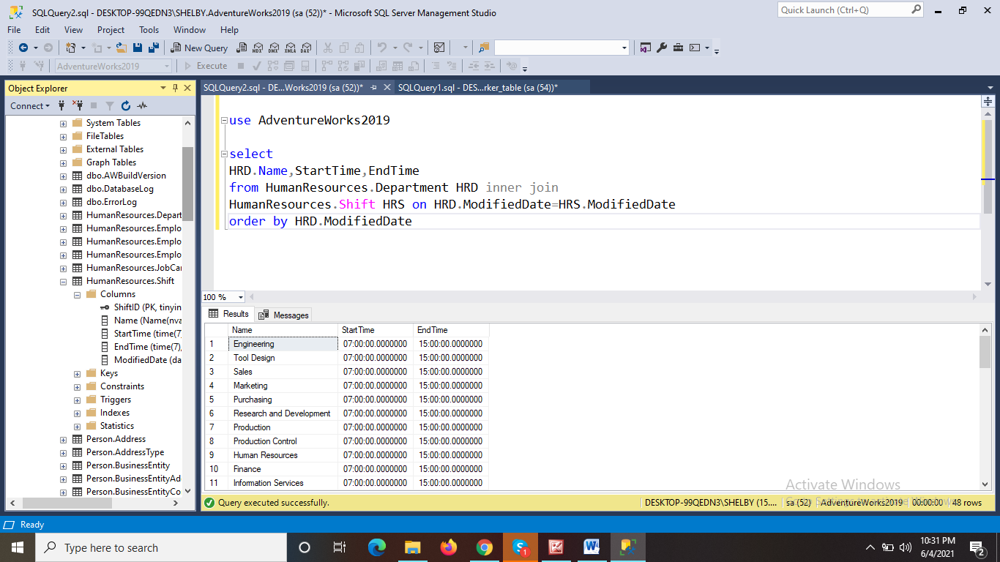 SQLQuery2.sql - DESKTOP-99QEDN3\SHELBY.AdventureWorks2019 (sa (52))* - Microsoft SQL Server Management Studio
Quick Launch (Ctrl+Q)
File Edit View Project Tools Window Help
New Query
MDX DMX XMLA DAX
AdventureWorks2019
Execute
Object Explorer
SQLQuery2.sql - DE...Works2019 (sa (52))*
SQLQuery1.sql - DES...rker_table (sa (54))*
Connect
System Tables
FileTables
External Tables
Graph Tables
dbo.AWBuildVersion
dbo.DatabaseLog
dbo.ErrorLog
HumanResources.Depart
HumanResources.Emplo
HumanResources.Emplo
HumanResources.Emplo
HumanResources.JobCa
HumanResources.Shift
Columns
ShiftID (PK, tinyin
Name (Name(nva
StartTime (time(7)
EndTime (time(7),
ModifiedDate (da
Keys
Constraints
Triggers
Indexes
Statistics
Person.Address
Person.AddressType
Person.BusinessEntity
Person.BusinessEntityAd
Person.BusinessEntityCo
use AdventureWorks2019
select
HRD.Name,StartTime,EndTime
from HumanResources.Department HRD inner join
HumanResources.Shift HRS on HRD.ModifiedDate=HRS.ModifiedDate
order by HRD.ModifiedDate
100 %
Results Messages
Name StartTime EndTime
1 Engineering 07:00:00.0000000 15:00:00.0000000
2 Tool Design 07:00:00.0000000 15:00:00.0000000
3 Sales 07:00:00.0000000 15:00:00.0000000
4 Marketing 07:00:00.0000000 15:00:00.0000000
5 Purchasing 07:00:00.0000000 15:00:00.0000000
6 Research and Development 07:00:00.0000000 15:00:00.0000000
7 Production 07:00:00.0000000 15:00:00.0000000
8 Production Control 07:00:00.0000000 15:00:00.0000000
9 Human Resources 07:00:00.0000000 15:00:00.0000000
10 Finance 07:00:00.0000000 15:00:00.0000000
11 Information Services 07:00:00.0000000 15:00:00.0000000
Activate Windows
Go to Settings to activate Windows.
Query executed successfully.
DESKTOP-99QEDN3\SHELBY (15.... sa (52) AdventureWorks2019 00:00:00 48 rows
Ready
Type here to search
1
10:31 PM
6/4/2021
2